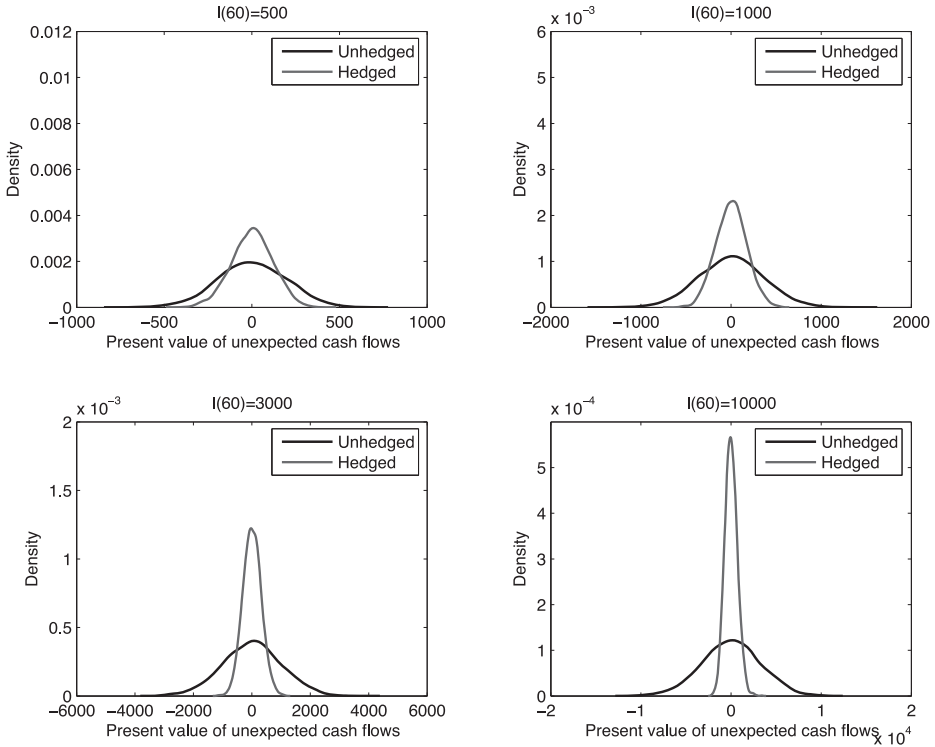 l(60)=500
0.012
0.01
0.008
0.006
0.004
0.002
0
Density
Unhedged
Hedged
−1000 −500 0 500 1000
Present value of unexpected cash flows
l(60)=1000
x 10⁻³
6
5
4
3
2
1
0
Density
Unhedged
Hedged
−2000 −1000 0 1000 2000
Present value of unexpected cash flows
l(60)=3000
x 10⁻³
2
1.5
1
0.5
0
Density
Unhedged
Hedged
−6000 −4000 −2000 0 2000 4000 6000
Present value of unexpected cash flows
l(60)=10000
x 10⁻⁴
5
4
3
2
1
0
Density
Unhedged
Hedged
−2 −1 0 1 2
Present value of unexpected cash flows
x 10⁴